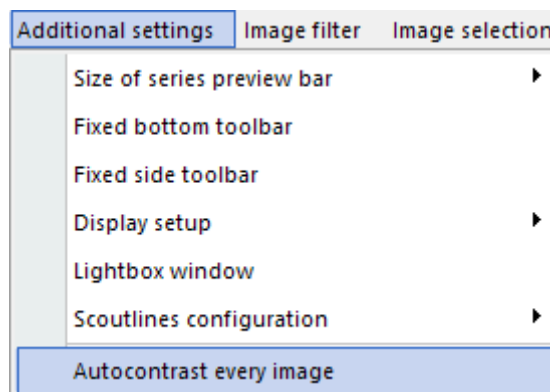 Additional settings Image filter Image selection
Size of series preview bar
Fixed bottom toolbar
Fixed side toolbar
Display setup
Lightbox window
Scoutlines configuration
Autocontrast every image